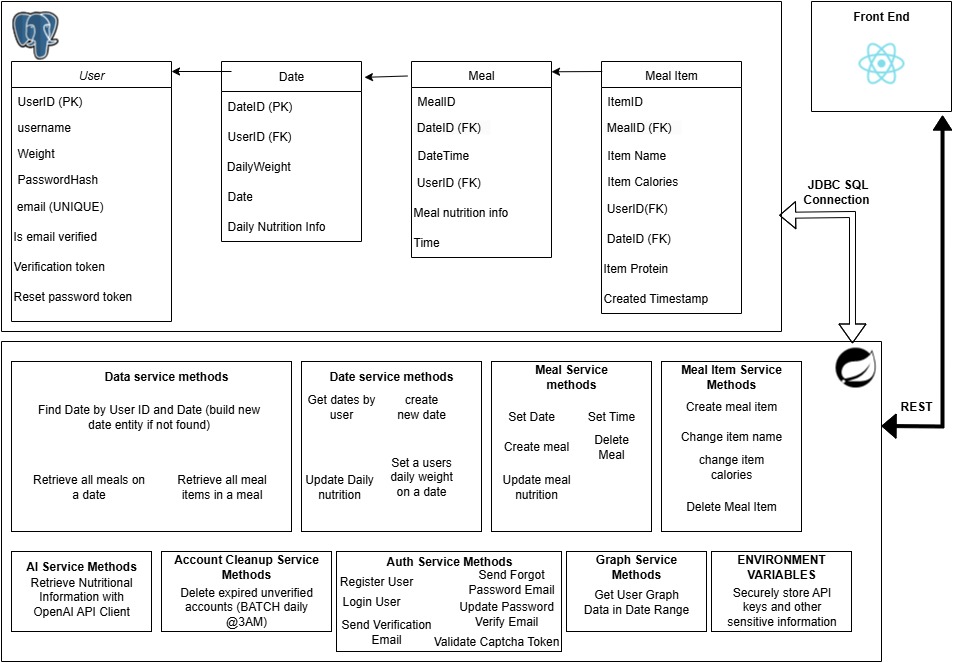 Front End
User
UserID (PK)
username
Weight
PasswordHash
email (UNIQUE)
Is email verified
Verification token
Reset password token
Date
DateID (PK)
UserID (FK)
DailyWeight
Date
Daily Nutrition Info
Meal
MealID
DateID (FK)
DateTime
UserID (FK)
Meal nutrition info
Time
Meal Item
ItemID
MealID (FK)
Item Name
Item Calories
UserID(FK)
DateID (FK)
Item Protein
Created Timestamp
JDBC SQL
Connection
REST
Data service methods
Find Date by User ID and Date (build new
date entity if not found)
Retrieve all meals on
a date
Retrieve all meal
items in a meal
Date service methods
Get dates by
user
create
new date
Update Daily
nutrition
Set a users
daily weight
on a date
Meal Service
methods
Set Date
Set Time
Create meal
Delete
Meal
Update meal
nutrition
Meal Item Service
Methods
Create meal item
Change item name
change item
calories
Delete Meal Item
AI Service Methods
Retrieve Nutritional
Information with
OpenAI API Client
Account Cleanup Service
Methods
Delete expired unverified
accounts (BATCH daily
@3AM)
Auth Service Methods
Register User
Login User
Send Verification
Email
Send Forgot
Password Email
Update Password
Verify Email
Validate Captcha Token
Graph Service
Methods
Get User Graph
Data in Date Range
ENVIRONMENT
VARIABLES
Securely store API
keys and other
sensitive information